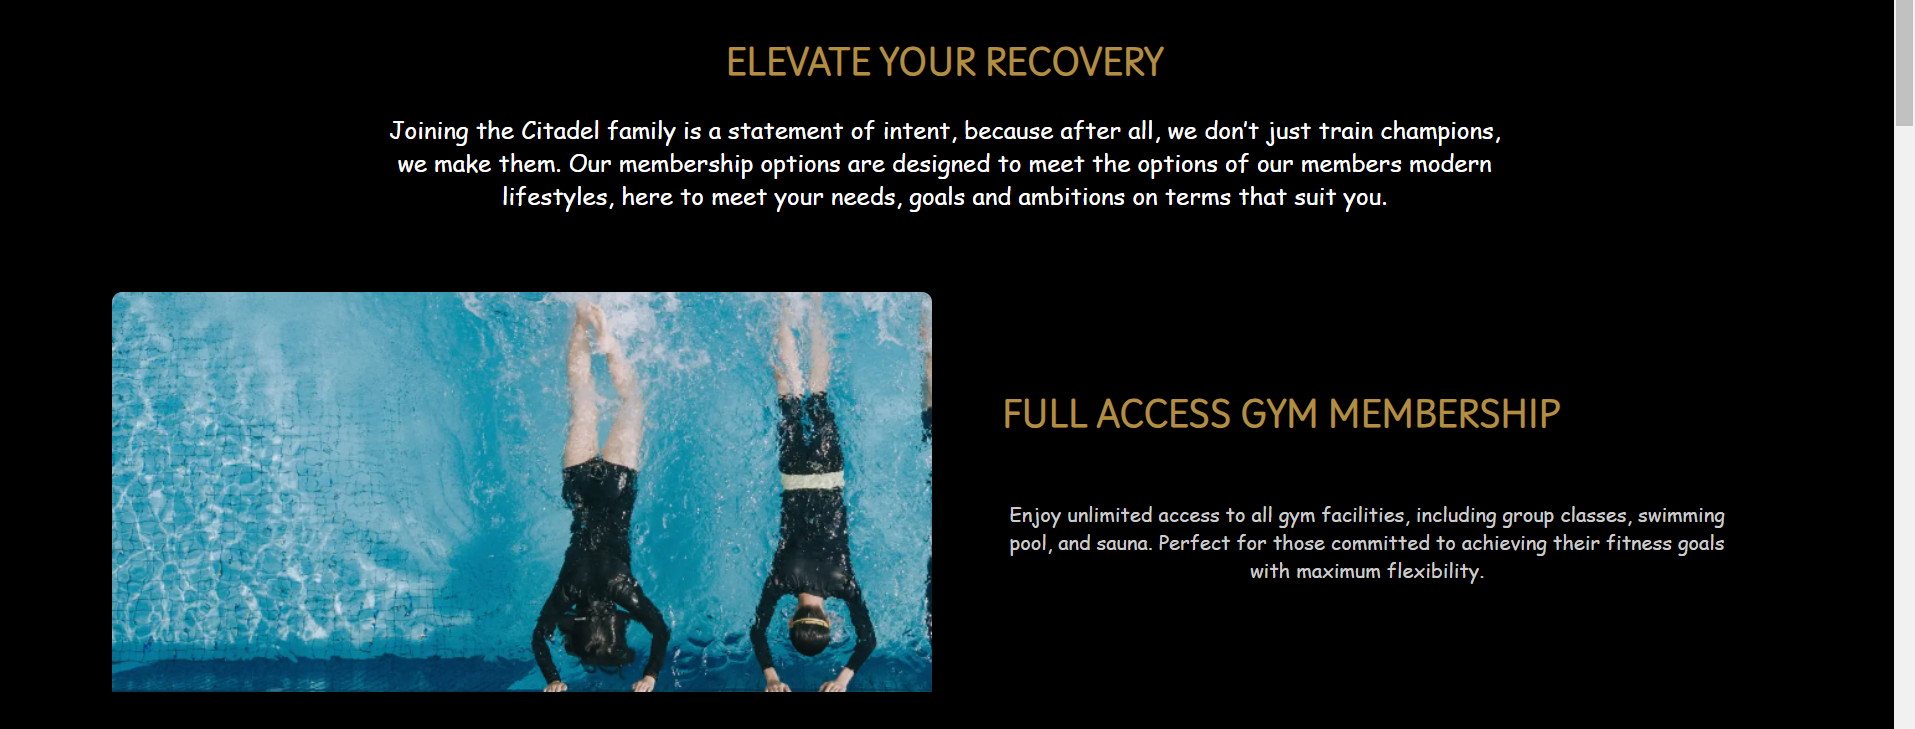 ELEVATE YOUR RECOVERY
Joining the Citadel family is a statement of intent, because after all, we don't just train champions,
we make them. Our membership options are designed to meet the options of our members modern
lifestyles, here to meet your needs, goals and ambitions on terms that suit you.
FULL ACCESS GYM MEMBERSHIP
Enjoy unlimited access to all gym facilities, including group classes, swimming
pool, and sauna. Perfect for those committed to achieving their fitness goals
with maximum flexibility.